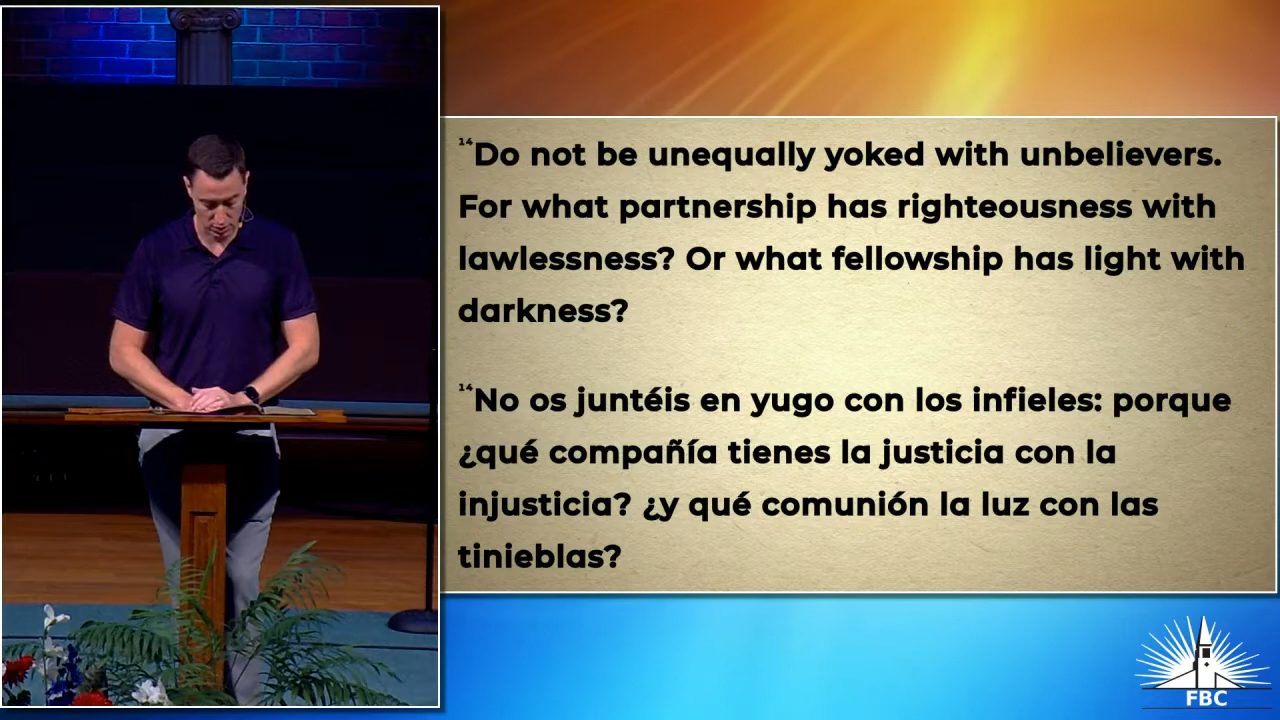 ¹⁴Do not be unequally yoked with unbelievers.
For what partnership has righteousness with
lawlessness? Or what fellowship has light with
darkness?
¹⁴No os juntéis en yugo con los infieles: porque
¿qué compañía tienes la justicia con la
injusticia? ¿y qué comunión la luz con las
tinieblas?
FBC